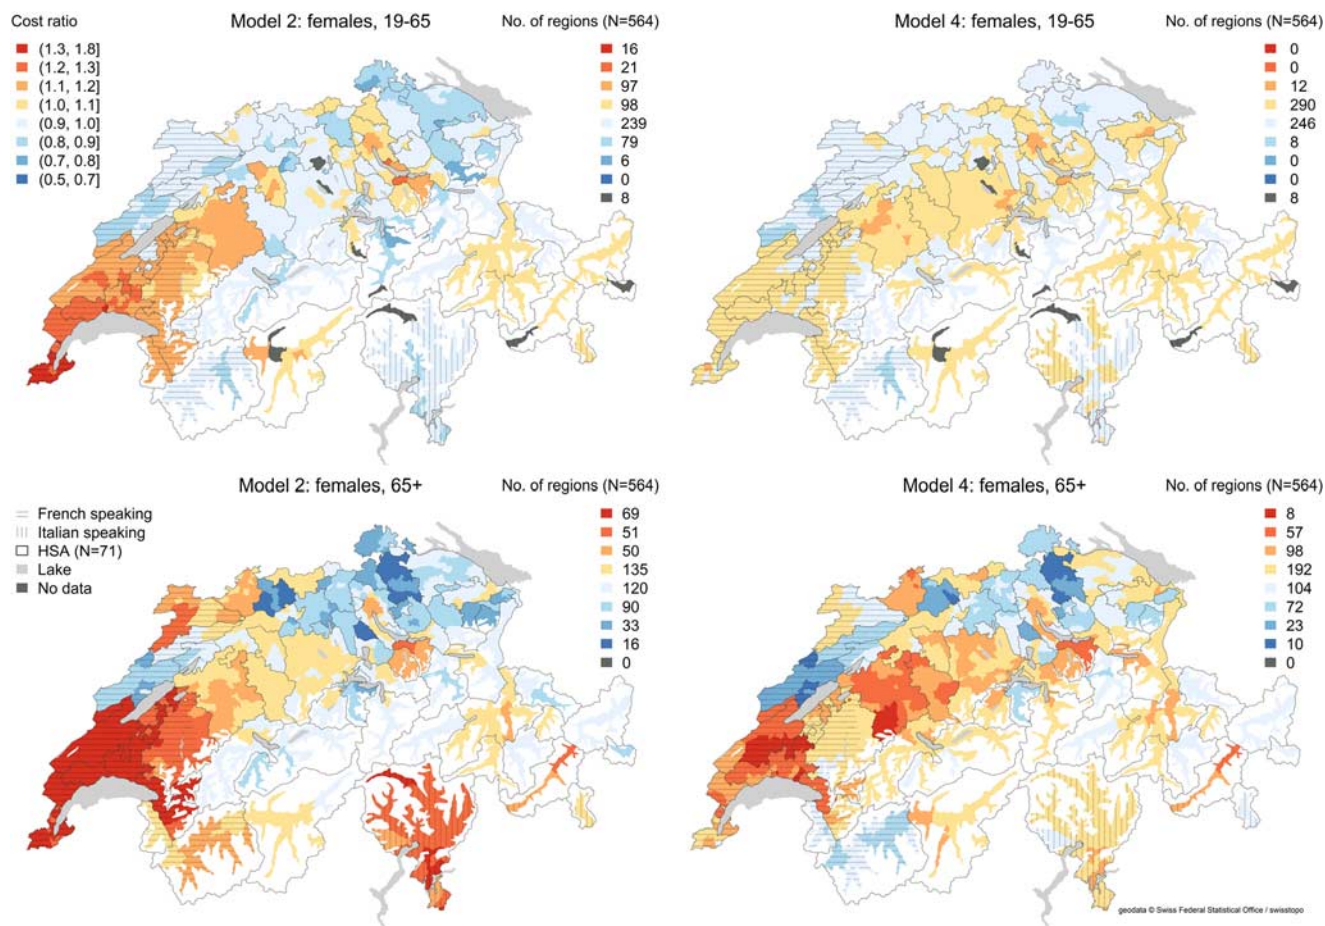 Cost ratio
(1.3, 1.8]
(1.2, 1.3]
(1.1, 1.2]
(1.0, 1.1]
(0.9, 1.0]
(0.8, 0.9]
(0.7, 0.8]
(0.5, 0.7]
Model 2: females, 19-65
No. of regions (N=564)
16
21
97
98
239
79
6
0
8
Model 4: females, 19-65
No. of regions (N=564)
0
0
12
290
246
8
0
0
8
French speaking
Italian speaking
HSA (N=71)
Lake
No data
Model 2: females, 65+
No. of regions (N=564)
69
51
50
135
120
90
33
16
0
Model 4: females, 65+
No. of regions (N=564)
8
57
98
192
104
72
23
10
0
geodata © Swiss Federal Statistical Office / swisstopo